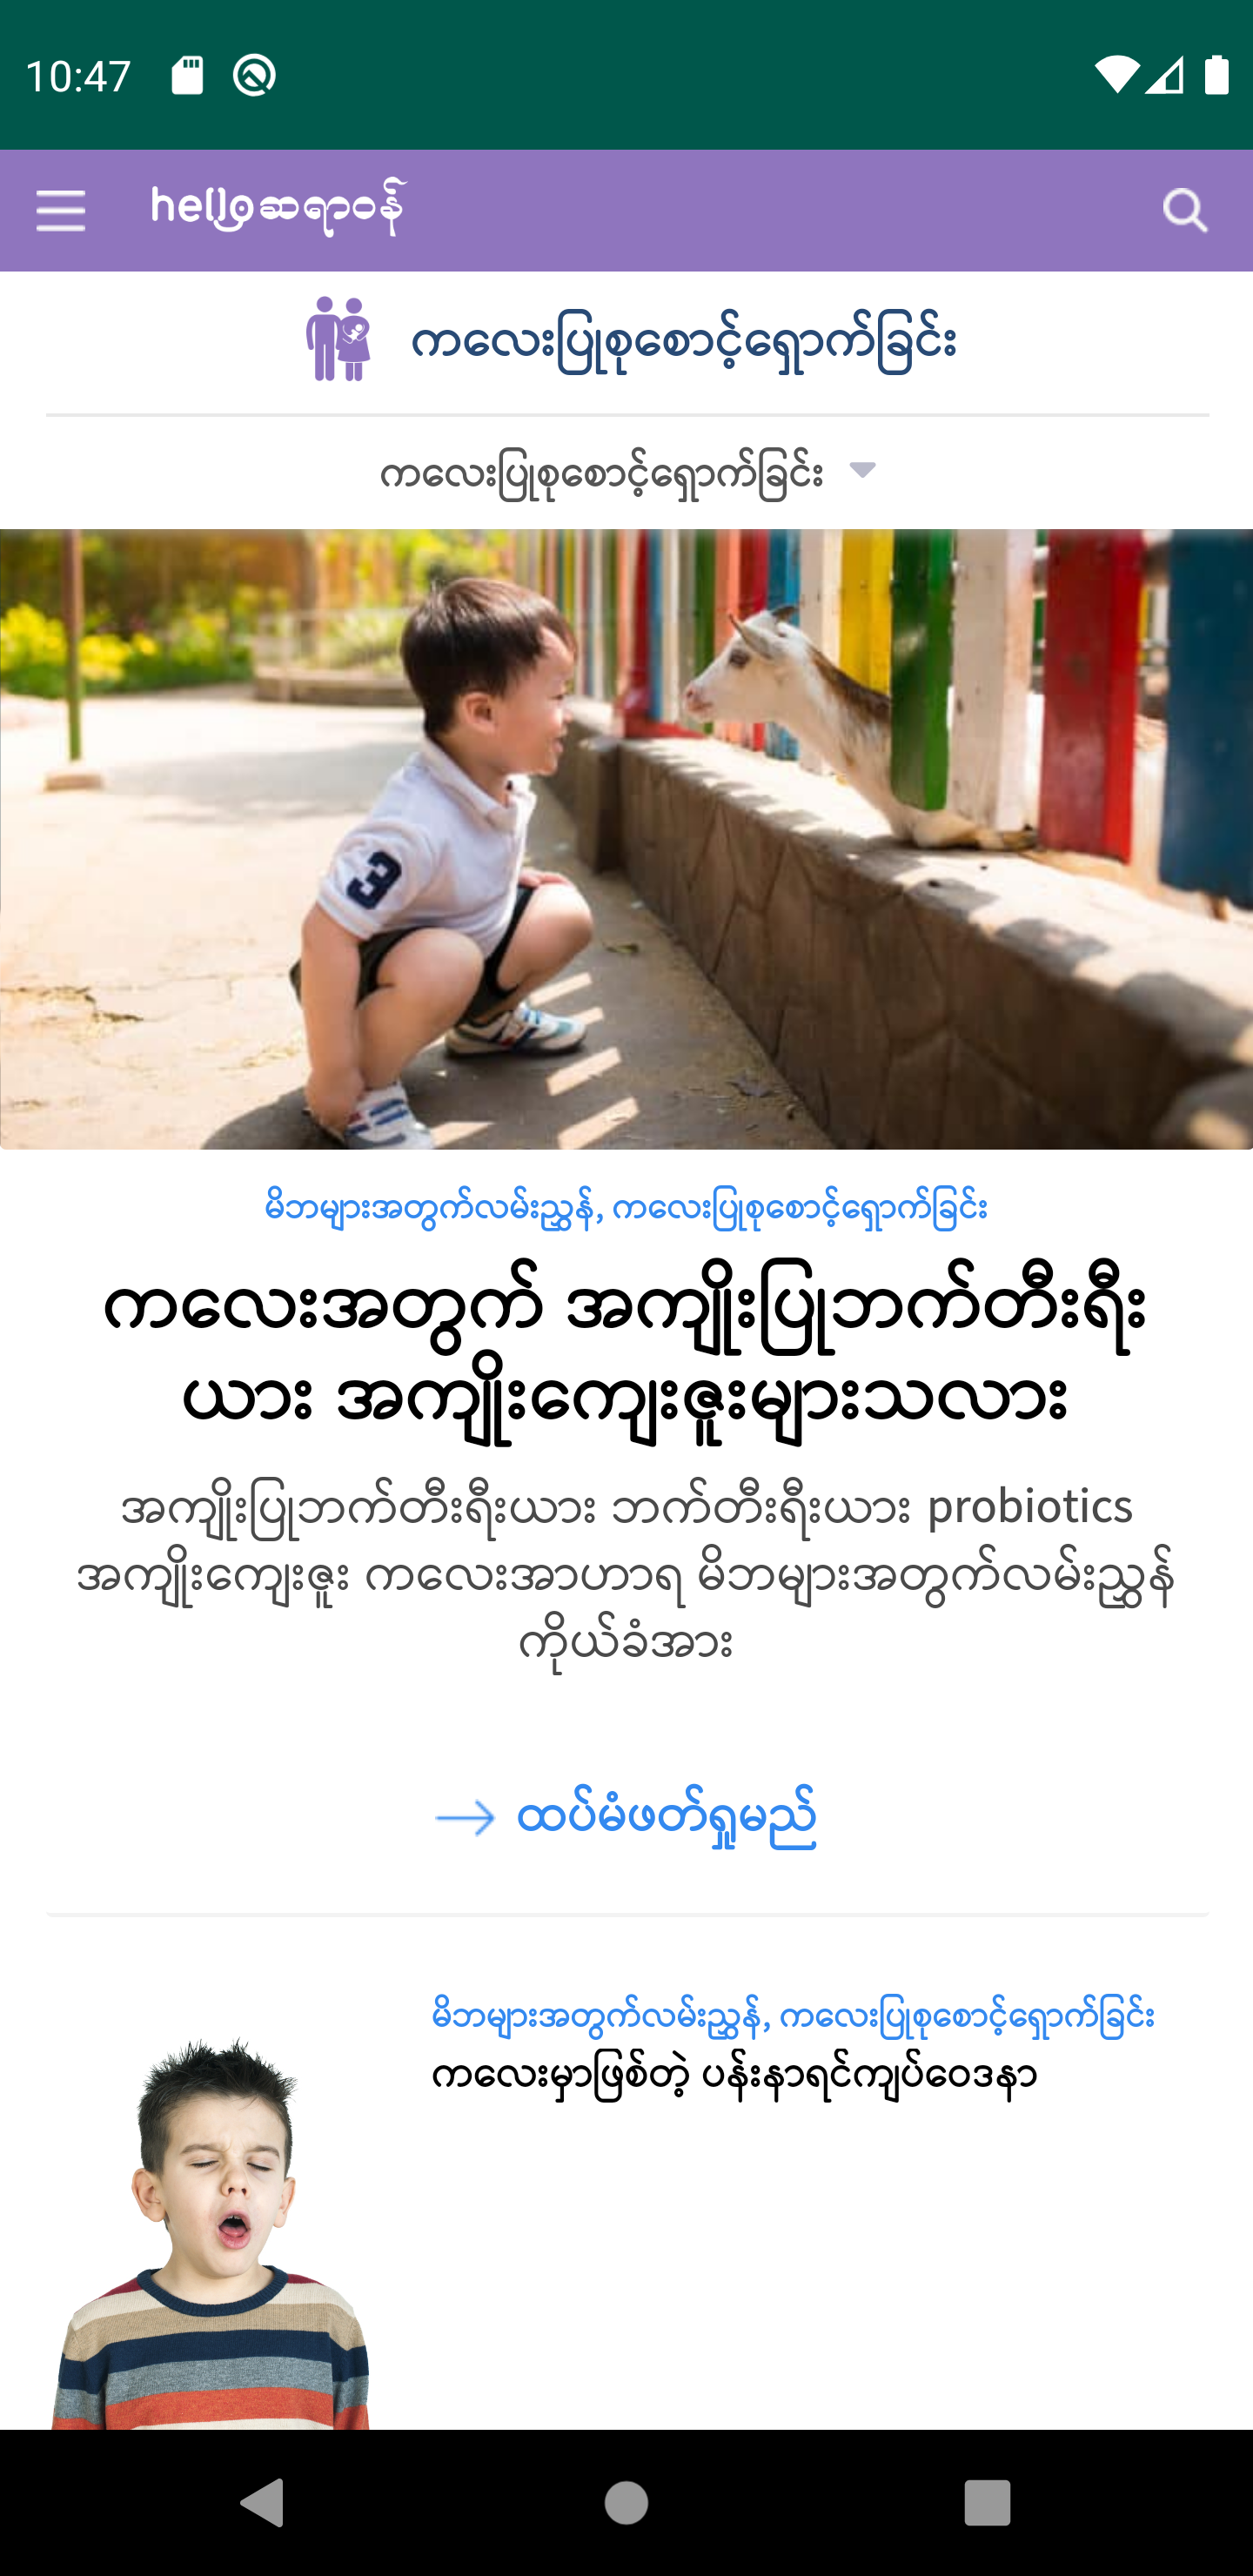 10:47
helloဆရာဝန်
ကလေးပြုစုစောင့်ရှောက်ခြင်း
ကလေးပြုစုစောင့်ရှောက်ခြင်း
3
မိဘများအတွက်လမ်းညွှန်, ကလေးပြုစုစောင့်ရှောက်ခြင်း
ကလေးအတွက် အကျိုးပြုဘက်တီးရီး
ယား အကျိုးကျေးဇူးများသလား
အကျိုးပြုဘက်တီးရီးယား ဘက်တီးရီးယား probiotics
အကျိုးကျေးဇူး ကလေးအာဟာရ မိဘများအတွက်လမ်းညွှန်
ကိုယ်ခံအား
ထပ်မံဖတ်ရှုမည်
မိဘများအတွက်လမ်းညွှန်, ကလေးပြုစုစောင့်ရှောက်ခြင်း
ကလေးမှာဖြစ်တဲ့ ပန်းနာရင်ကျပ်ဝေဒနာ